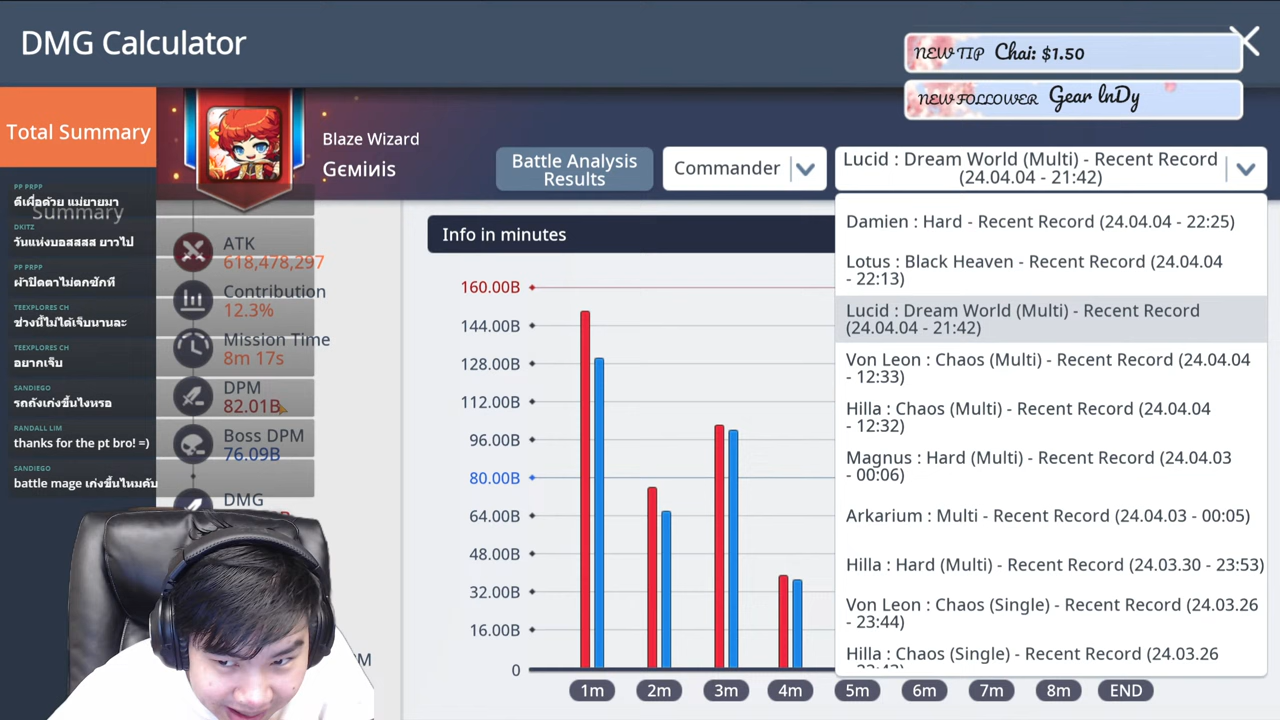 DMG Calculator
NEW TIP Chai: $1.50
NEW FOLLOWER Gear lnDy
Total Summary
Summary
PP PRPP
ดีเผื่อด้วย แม่ยายมา
DKITZ
วันแห่งบอสสสส ยาวไป
PP PRPP
ผ้าปิดตาไม่ตกซักที
TEEXPLORES CH
ช่วงนี้ไม่ได้เจ็บนานละ
TEEXPLORES CH
อยากเจ็บ
SANDIEGO
รถถังเก่งขึ้นไหงหรอ
RANDALL LIM
thanks for the pt bro! =)
SANDIEGO
battle mage เก่งขึ้นไหมคับ
Blaze Wizard
Gємiиis
ATK
618,478,297
Contribution
12.3%
Mission Time
8m 17s
DPM
82.01B
Boss DPM
76.09B
DMG
Battle Analysis
Results
Commander
Lucid : Dream World (Multi) - Recent Record
(24.04.04 - 21:42)
Damien : Hard - Recent Record (24.04.04 - 22:25)
Lotus : Black Heaven - Recent Record (24.04.04
- 22:13)
Lucid : Dream World (Multi) - Recent Record
(24.04.04 - 21:42)
Von Leon : Chaos (Multi) - Recent Record (24.04.04
- 12:33)
Hilla : Chaos (Multi) - Recent Record (24.04.04
- 12:32)
Magnus : Hard (Multi) - Recent Record (24.04.03
- 00:06)
Arkarium : Multi - Recent Record (24.04.03 - 00:05)
Hilla : Hard (Multi) - Recent Record (24.03.30 - 23:53)
Von Leon : Chaos (Single) - Recent Record (24.03.26
- 23:44)
Hilla : Chaos (Single) - Recent Record (24.03.26
Info in minutes
160.00B
144.00B
128.00B
112.00B
96.00B
80.00B
64.00B
48.00B
32.00B
16.00B
0
1m 2m 3m 4m 5m 6m 7m 8m END